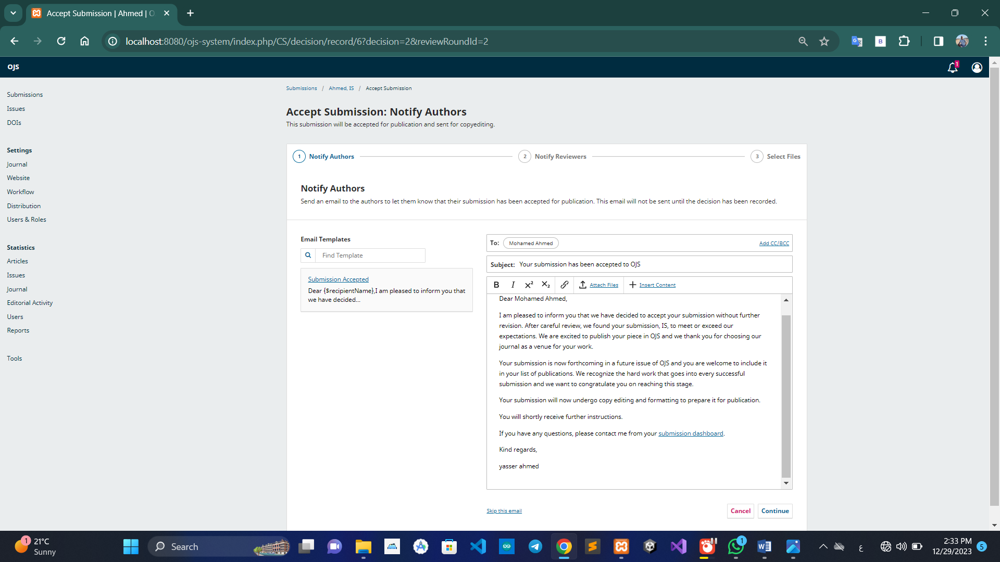 Accept Submission | Ahmed | O
localhost:8080/ojs-system/index.php/CS/decision/record/6?decision=2&reviewRoundId=2
B
OJS
1
Submissions
Issues
DOIs
Settings
Journal
Website
Workflow
Distribution
Users & Roles
Statistics
Articles
Issues
Journal
Editorial Activity
Users
Reports
Tools
Submissions / Ahmed, IS / Accept Submission
Accept Submission: Notify Authors
This submission will be accepted for publication and sent for copyediting.
1 Notify Authors 2 Notify Reviewers 3 Select Files
Notify Authors
Send an email to the authors to let them know that their submission has been accepted for publication. This email will not be sent until the decision has been recorded.
Email Templates
Find Template
Submission Accepted
Dear {$recipientName},I am pleased to inform you that
we have decided...
To: Mohamed Ahmed Add CC/BCC
Subject: Your submission has been accepted to OJS
B I X² X₂ Attach Files Insert Content
Dear Mohamed Ahmed,
I am pleased to inform you that we have decided to accept your submission without further
revision. After careful review, we found your submission, IS, to meet or exceed our
expectations. We are excited to publish your piece in OJS and we thank you for choosing our
journal as a venue for your work.
Your submission is now forthcoming in a future issue of OJS and you are welcome to include it
in your list of publications. We recognize the hard work that goes into every successful
submission and we want to congratulate you on reaching this stage.
Your submission will now undergo copy editing and formatting to prepare it for publication.
You will shortly receive further instructions.
If you have any questions, please contact me from your submission dashboard.
Kind regards,
yasser ahmed
Skip this email Cancel Continue
1
21°C
Sunny
Search
1
ع
2:33 PM
12/29/2023
5